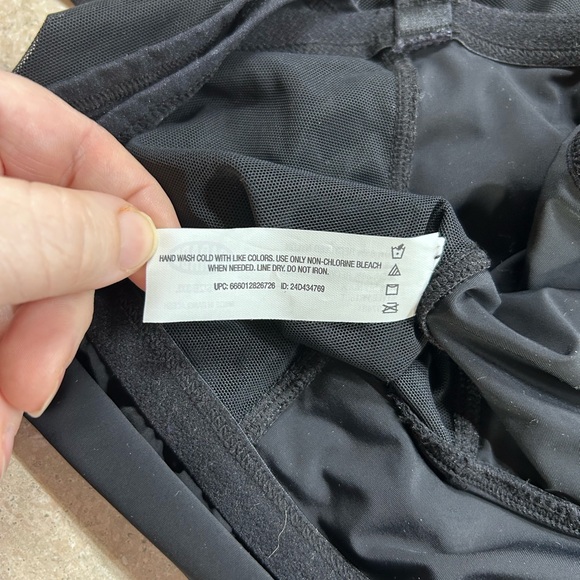 HAND WASH COLD WITH LIKE COLORS. USE ONLY NON-CHLORINE BLEACH
WHEN NEEDED. LINE DRY. DO NOT IRON.
UPC: 666012826726 ID: 24D434769